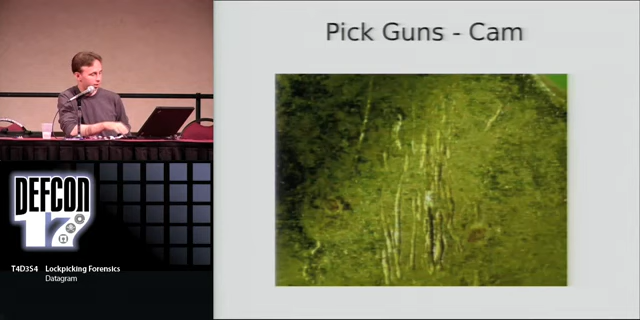 Pick Guns - Cam
DEFCON
17
T4D3S4 Lockpicking Forensics
Datagram